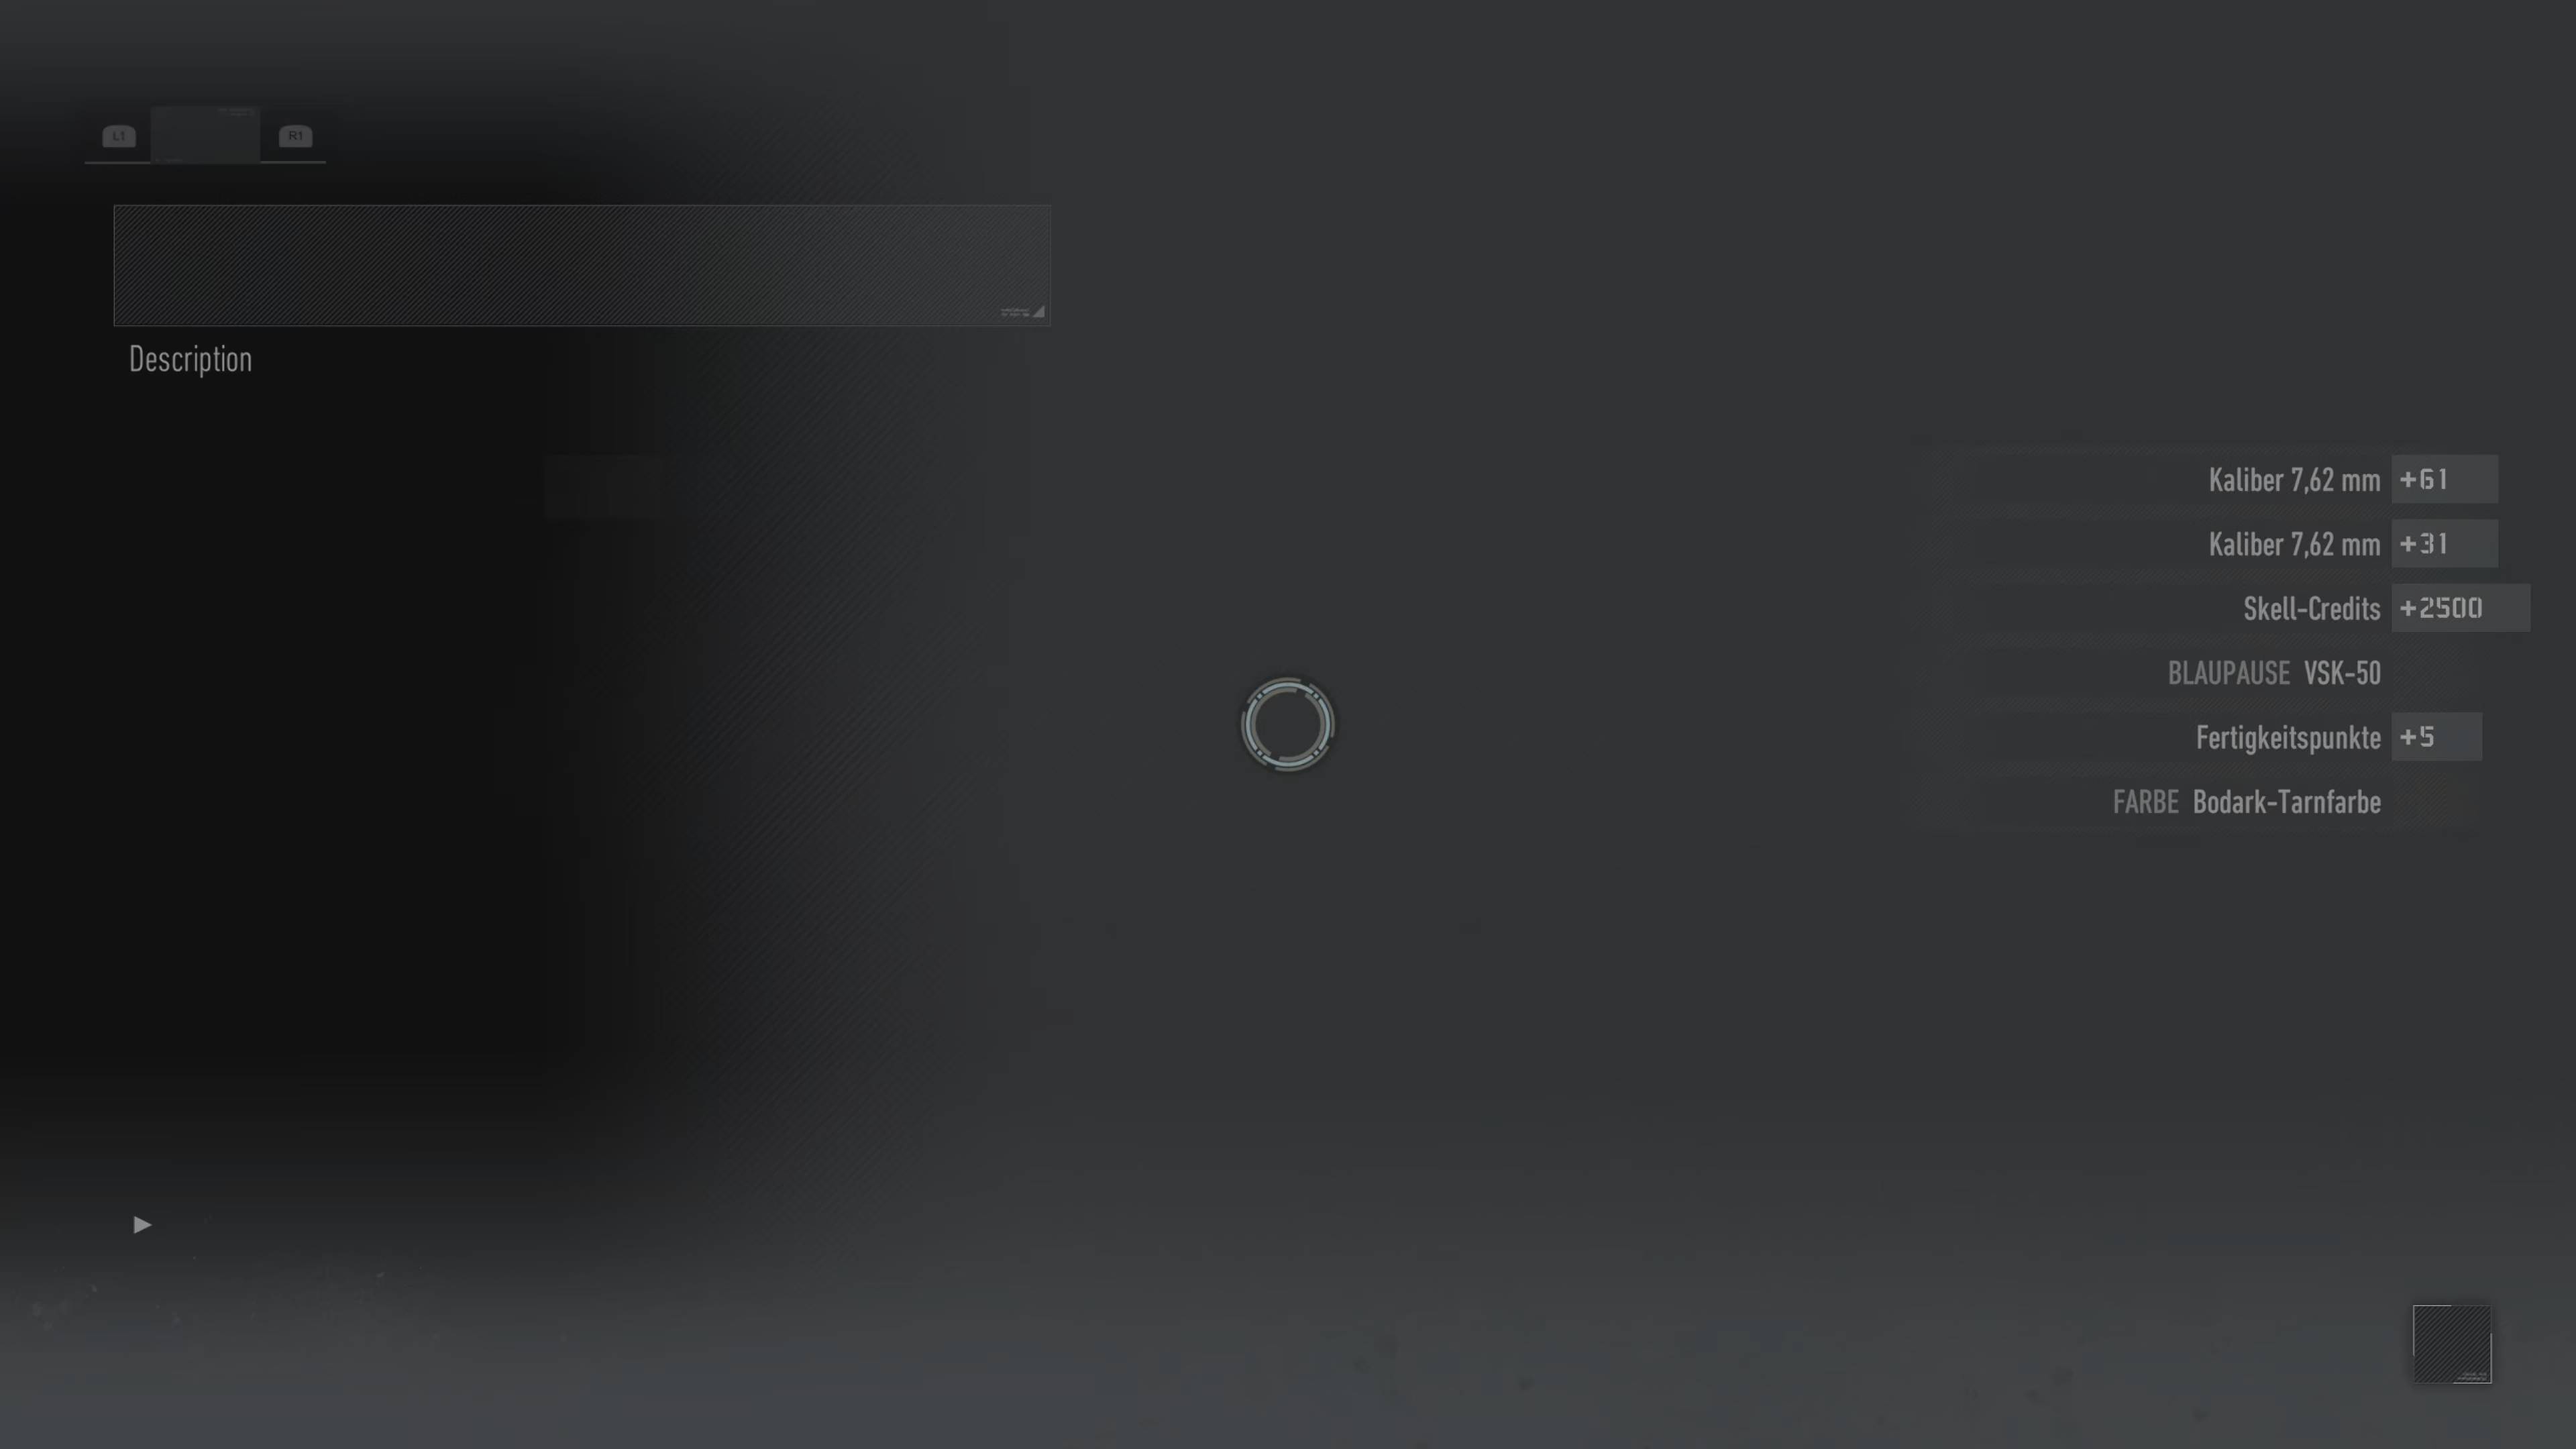 L1 R1
Description
Kaliber 7,62 mm +61
Kaliber 7,62 mm +31
Skell-Credits +2500
BLAUPAUSE VSK-50
Fertigkeitspunkte +5
FARBE Bodark-Tarnfarbe